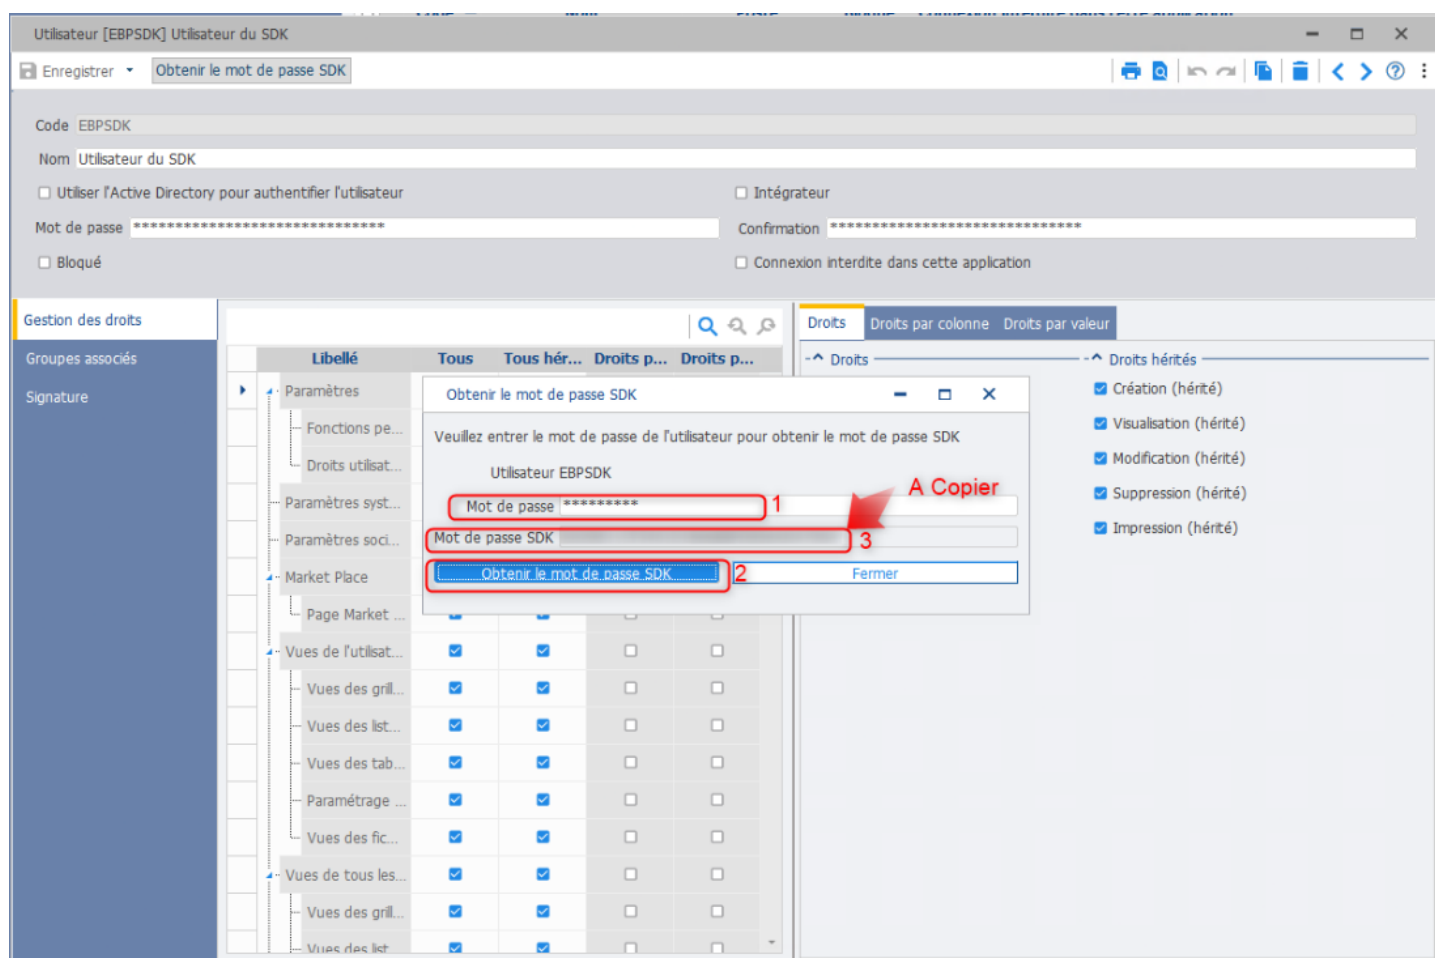 Utilisateur [EBPSDK] Utilisateur du SDK
Enregistrer
Obtenir le mot de passe SDK
Code EBPSDK
Nom Utilisateur du SDK
Utiliser l'Active Directory pour authentifier l'utilisateur
Intégrateur
Mot de passe ******************************
Confirmation ******************************
Bloqué
Connexion interdite dans cette application
Gestion des droits
Groupes associés
Signature
Libellé Tous Tous hér... Droits p... Droits p...
Paramètres
Fonctions pe...
Droits utilisat...
Paramètres syst...
Paramètres soci...
Market Place
Page Market ...
Vues de l'utilisat...
Vues des grill...
Vues des list...
Vues des tab...
Paramétrage ...
Vues des fic...
Vues de tous les...
Vues des grill...
Vues des list
Obtenir le mot de passe SDK
Veuillez entrer le mot de passe de l'utilisateur pour obtenir le mot de passe SDK
Utilisateur EBPSDK
Mot de passe *********
1
A Copier
Mot de passe SDK
3
Obtenir le mot de passe SDK
2
Fermer
Droits Droits par colonne Droits par valeur
Droits
Droits hérités
Création (hérité)
Visualisation (hérité)
Modification (hérité)
Suppression (hérité)
Impression (hérité)